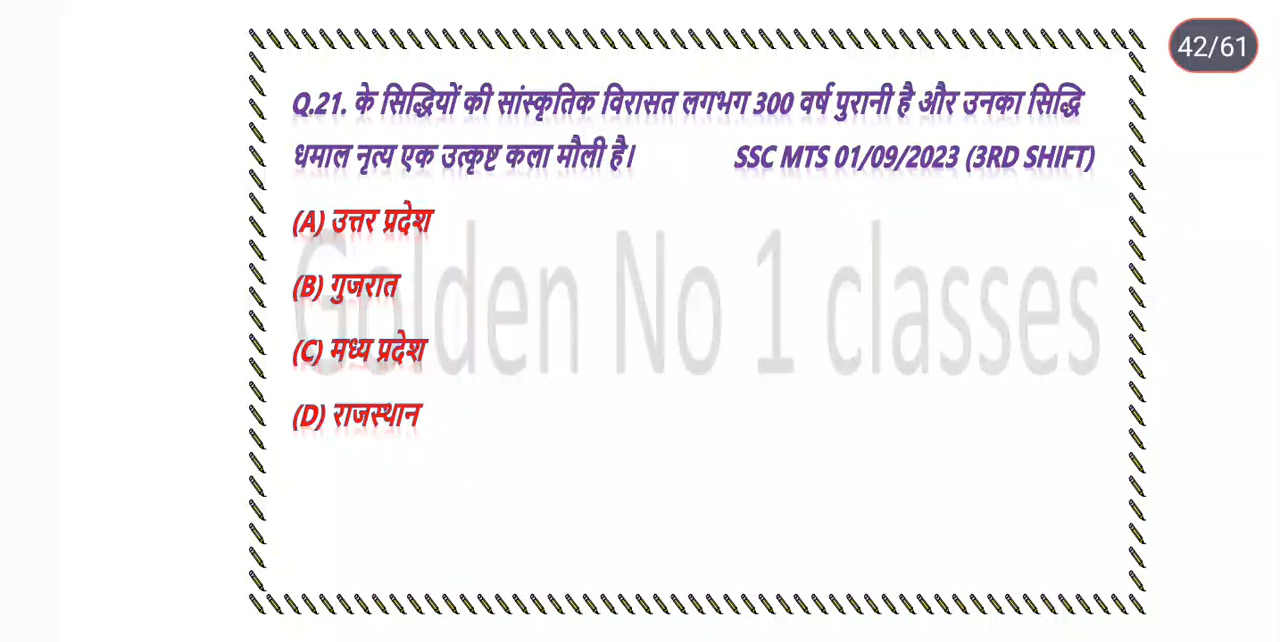 42/61
Q.21. के सिद्धियों की सांस्कृतिक विरासत लगभग 300 वर्ष पुरानी है और उनका सिद्धि
धमाल नृत्य एक उत्कृष्ट कला मौली है। SSC MTS 01/09/2023 (3RD SHIFT)
(A) उत्तर प्रदेश
(B) गुजरात
(C) मध्य प्रदेश
(D) राजस्थान
Golden No 1 classes